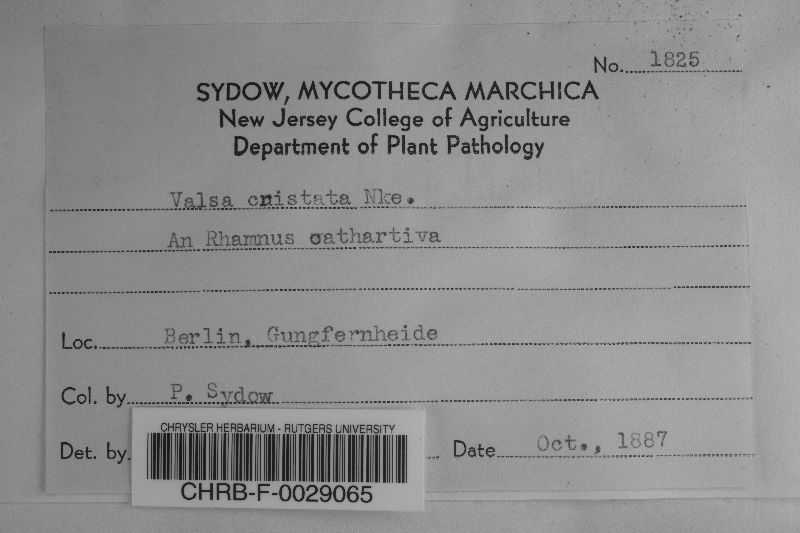 No. 1825
SYDOW, MYCOTHECA MARCHICA
New Jersey College of Agriculture
Department of Plant Pathology
Valsa cristata Nke.
An Rhamnus cathartiva
Loc. Berlin, Gungfernheide
Col. by P. Sydow
Det. by Date Oct., 1887
CHRYSLER HERBARIUM - RUTGERS UNIVERSITY
CHRB-F-0029065